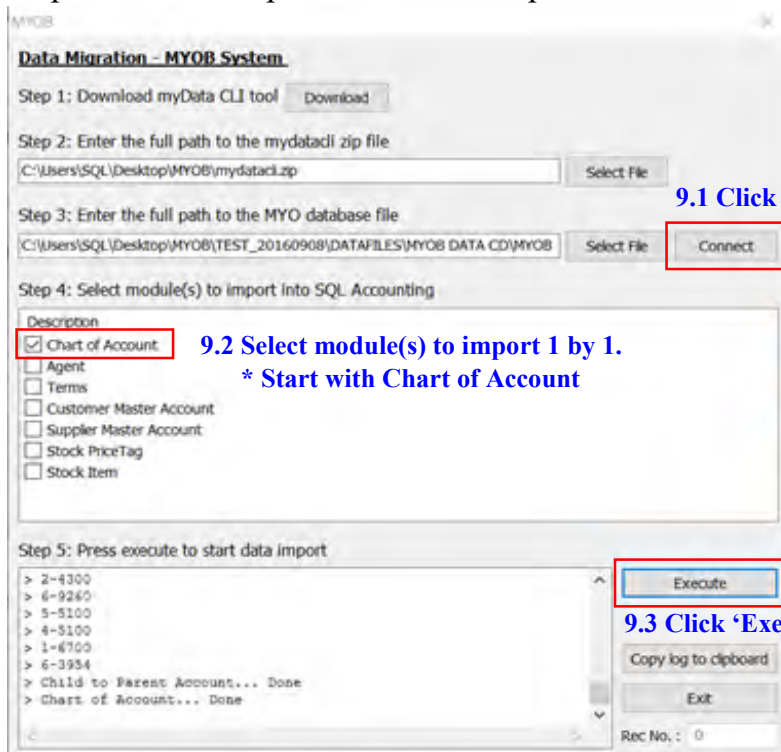 MYOB
Data Migration - MYOB System
Step 1: Download myData CLI tool Download
Step 2: Enter the full path to the mydatacli zip file
C:\Users\SQL\Desktop\MYOB\mydatacli.zip Select File
9.1 Click
Step 3: Enter the full path to the MYO database file
C:\Users\SQL\Desktop\MYOB\TEST_20160908\DATAFILES\MYOB DATA CD\MYOB Select File Connect
Step 4: Select module(s) to import into SQL Accounting
Description
Chart of Account 9.2 Select module(s) to import 1 by 1.
Agent * Start with Chart of Account
Terms
Customer Master Account
Supplier Master Account
Stock PriceTag
Stock Item
Step 5: Press execute to start data import
> 2-4300
> 6-9260 Execute
> 5-5100
> 4-5100 9.3 Click ‘Exe
> 1-6700
> 6-3954 Copy log to clipboard
> Child to Parent Account... Done
> Chart of Account... Done Exit
Rec No. : 0